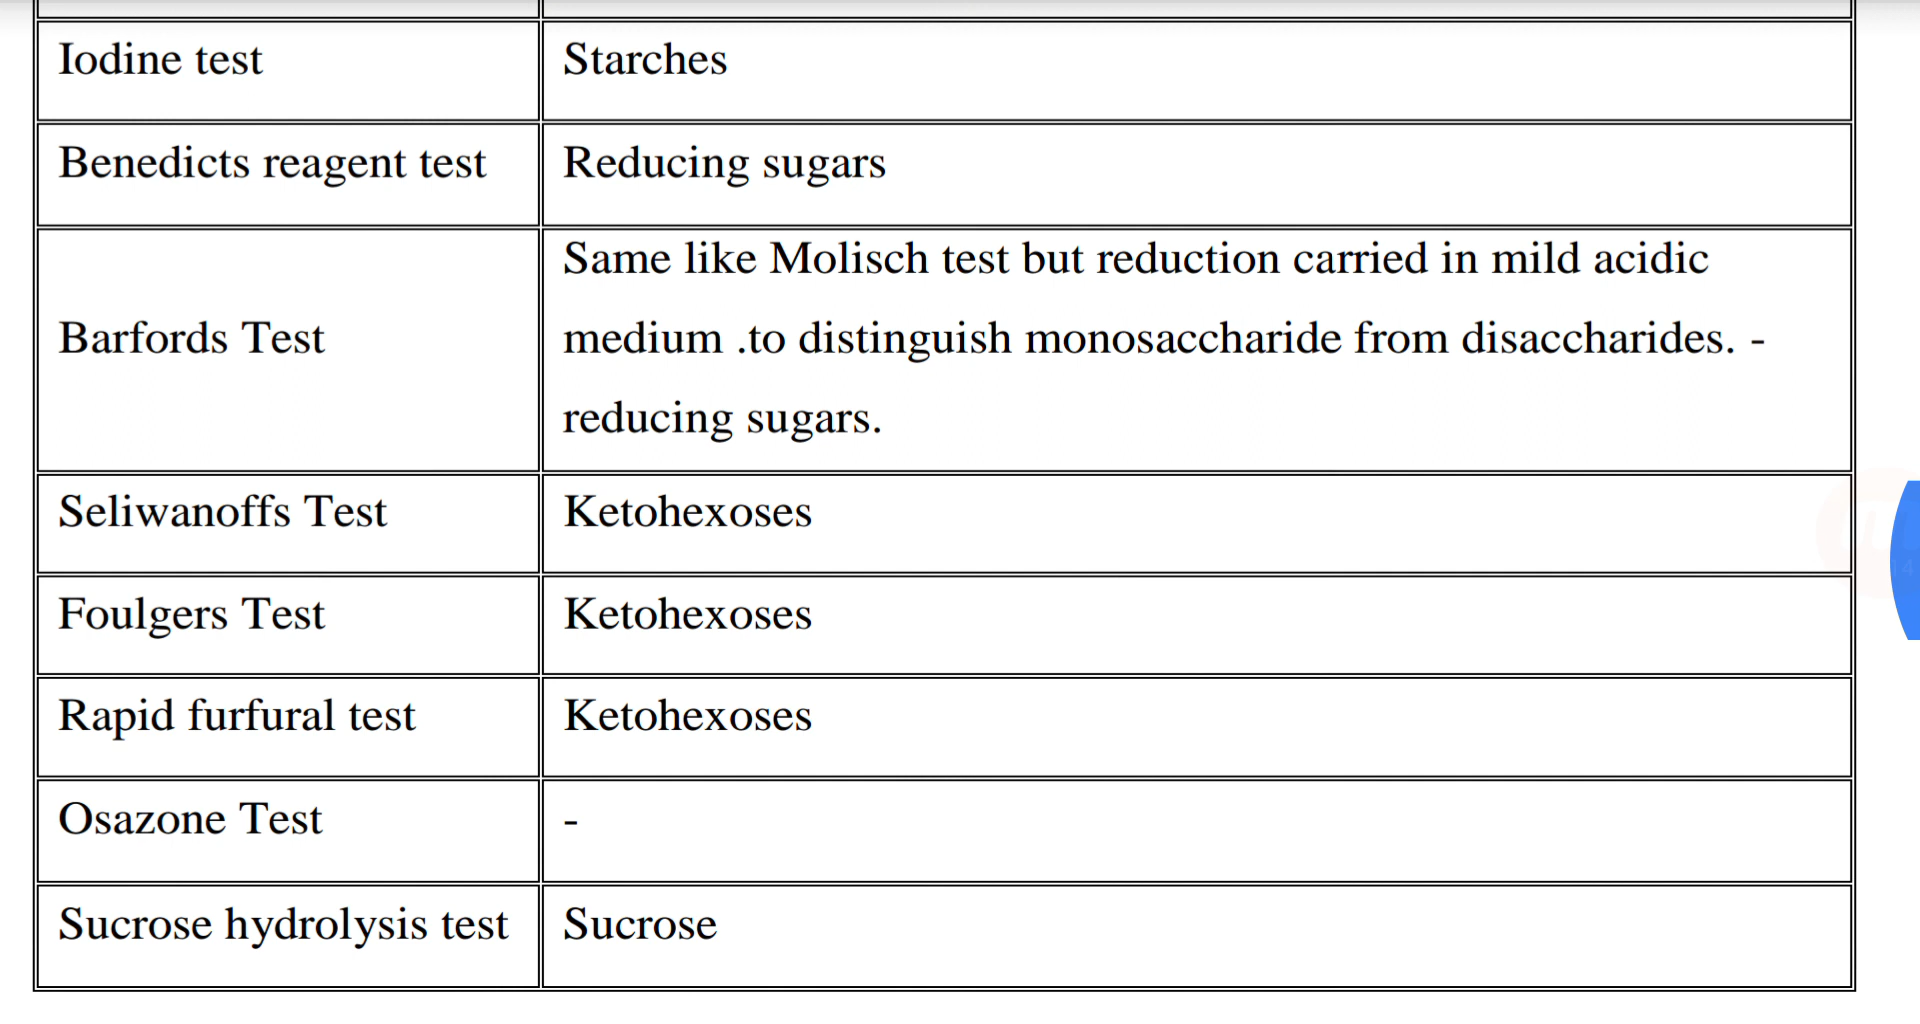 Iodine test
Starches
Benedicts reagent test
Reducing sugars
Barfords Test
Same like Molisch test but reduction carried in mild acidic
medium .to distinguish monosaccharide from disaccharides. -
reducing sugars.
Seliwanoffs Test
Ketohexoses
Foulgers Test
Ketohexoses
Rapid furfural test
Ketohexoses
Osazone Test
-
Sucrose hydrolysis test
Sucrose